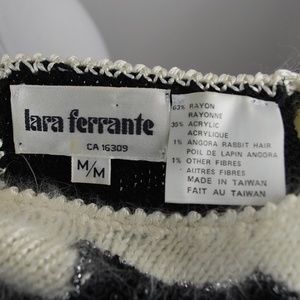 lara ferrante
CA 16309
M/M
63% RAYON
RAYONNE
35% ACRYLIC
ACRYLIQUE
1% ANGORA RABBIT HAIR
POIL DE LAPIN ANGORA
1% OTHER FIBRES
AUTRES FIBRES
MADE IN TAIWAN
FAIT AU TAIWAN